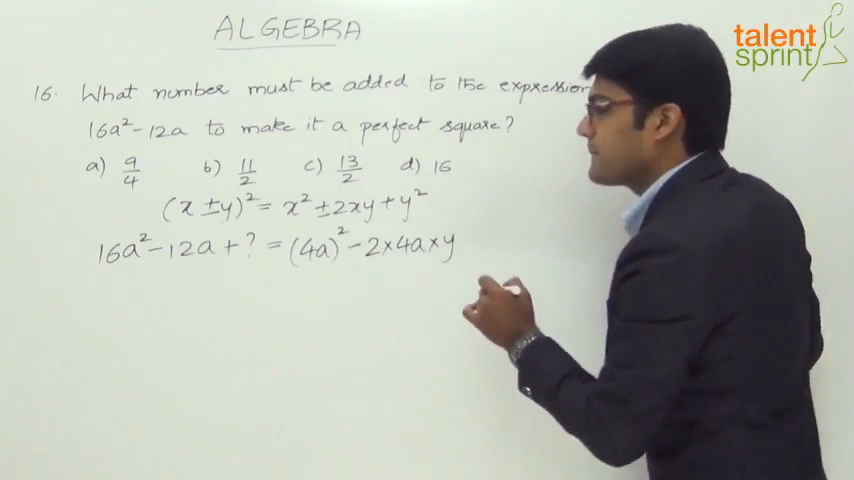 ALGEBRA
talent
sprint
16. What number must be added to the expression
16a²-12a to make it a perfect square?
a) 9/4 b) 11/2 c) 13/2 d) 16
(x ± y)² = x² ± 2xy + y²
16a² - 12a + ? = (4a)² - 2×4a×y